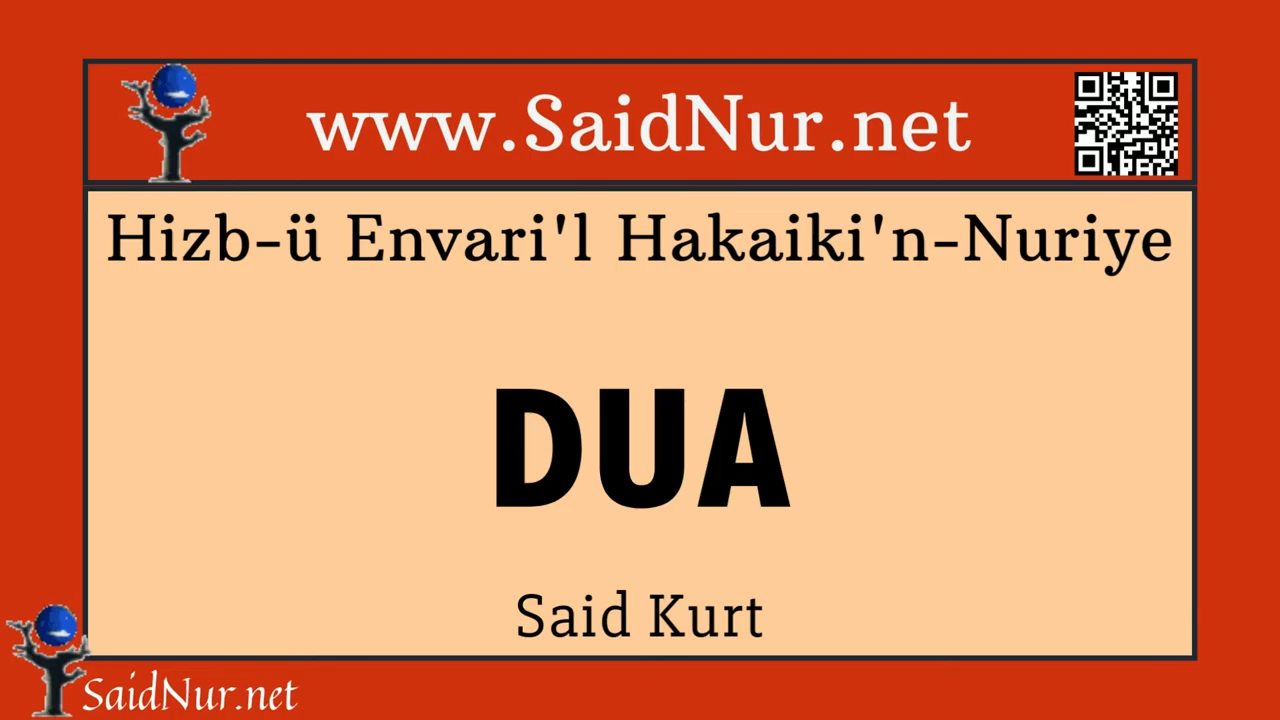 www.SaidNur.net
Hizb-ü Envari'l Hakaiki'n-Nuriye
DUA
Said Kurt
SaidNur.net